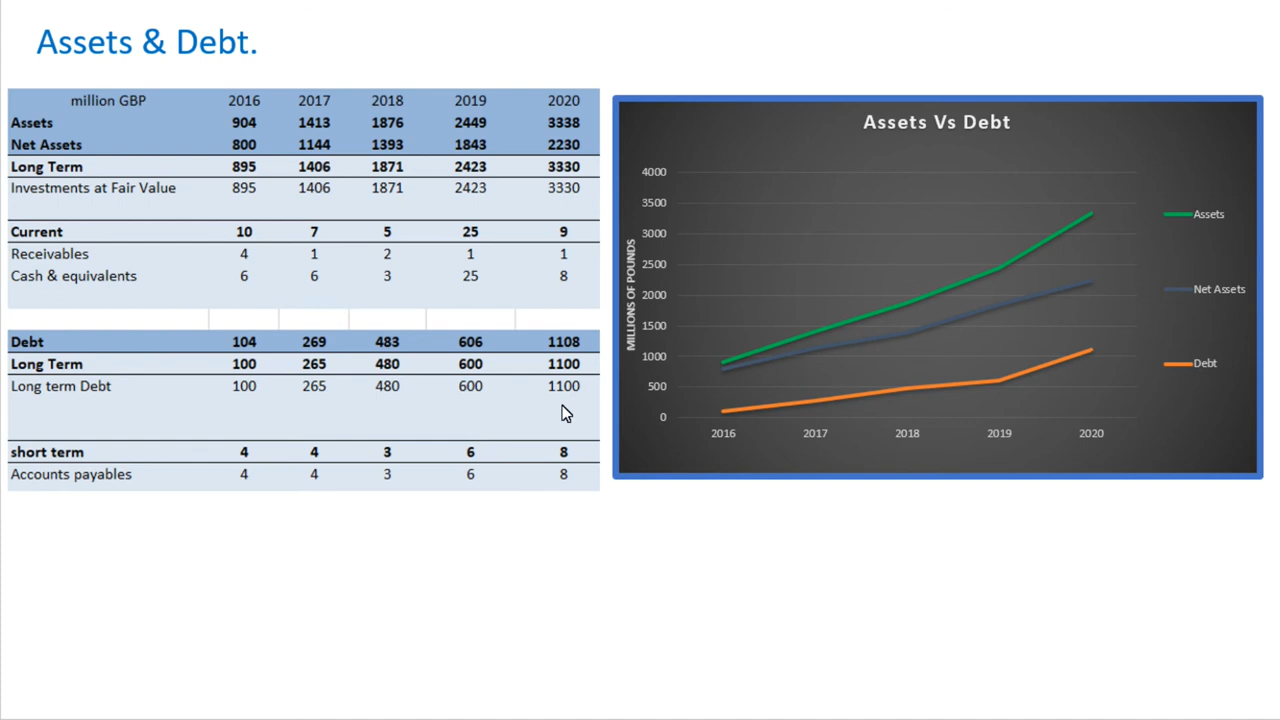 Assets & Debt.
million GBP 2016 2017 2018 2019 2020
Assets 904 1413 1876 2449 3338
Net Assets 800 1144 1393 1843 2230
Long Term 895 1406 1871 2423 3330
Investments at Fair Value 895 1406 1871 2423 3330
Current 10 7 5 25 9
Receivables 4 1 2 1 1
Cash & equivalents 6 6 3 25 8
Debt 104 269 483 606 1108
Long Term 100 265 480 600 1100
Long term Debt 100 265 480 600 1100
short term 4 4 3 6 8
Accounts payables 4 4 3 6 8
Assets Vs Debt
MILLIONS OF POUNDS
4000
3500
3000
2500
2000
1500
1000
500
0
2016 2017 2018 2019 2020
Assets
Net Assets
Debt